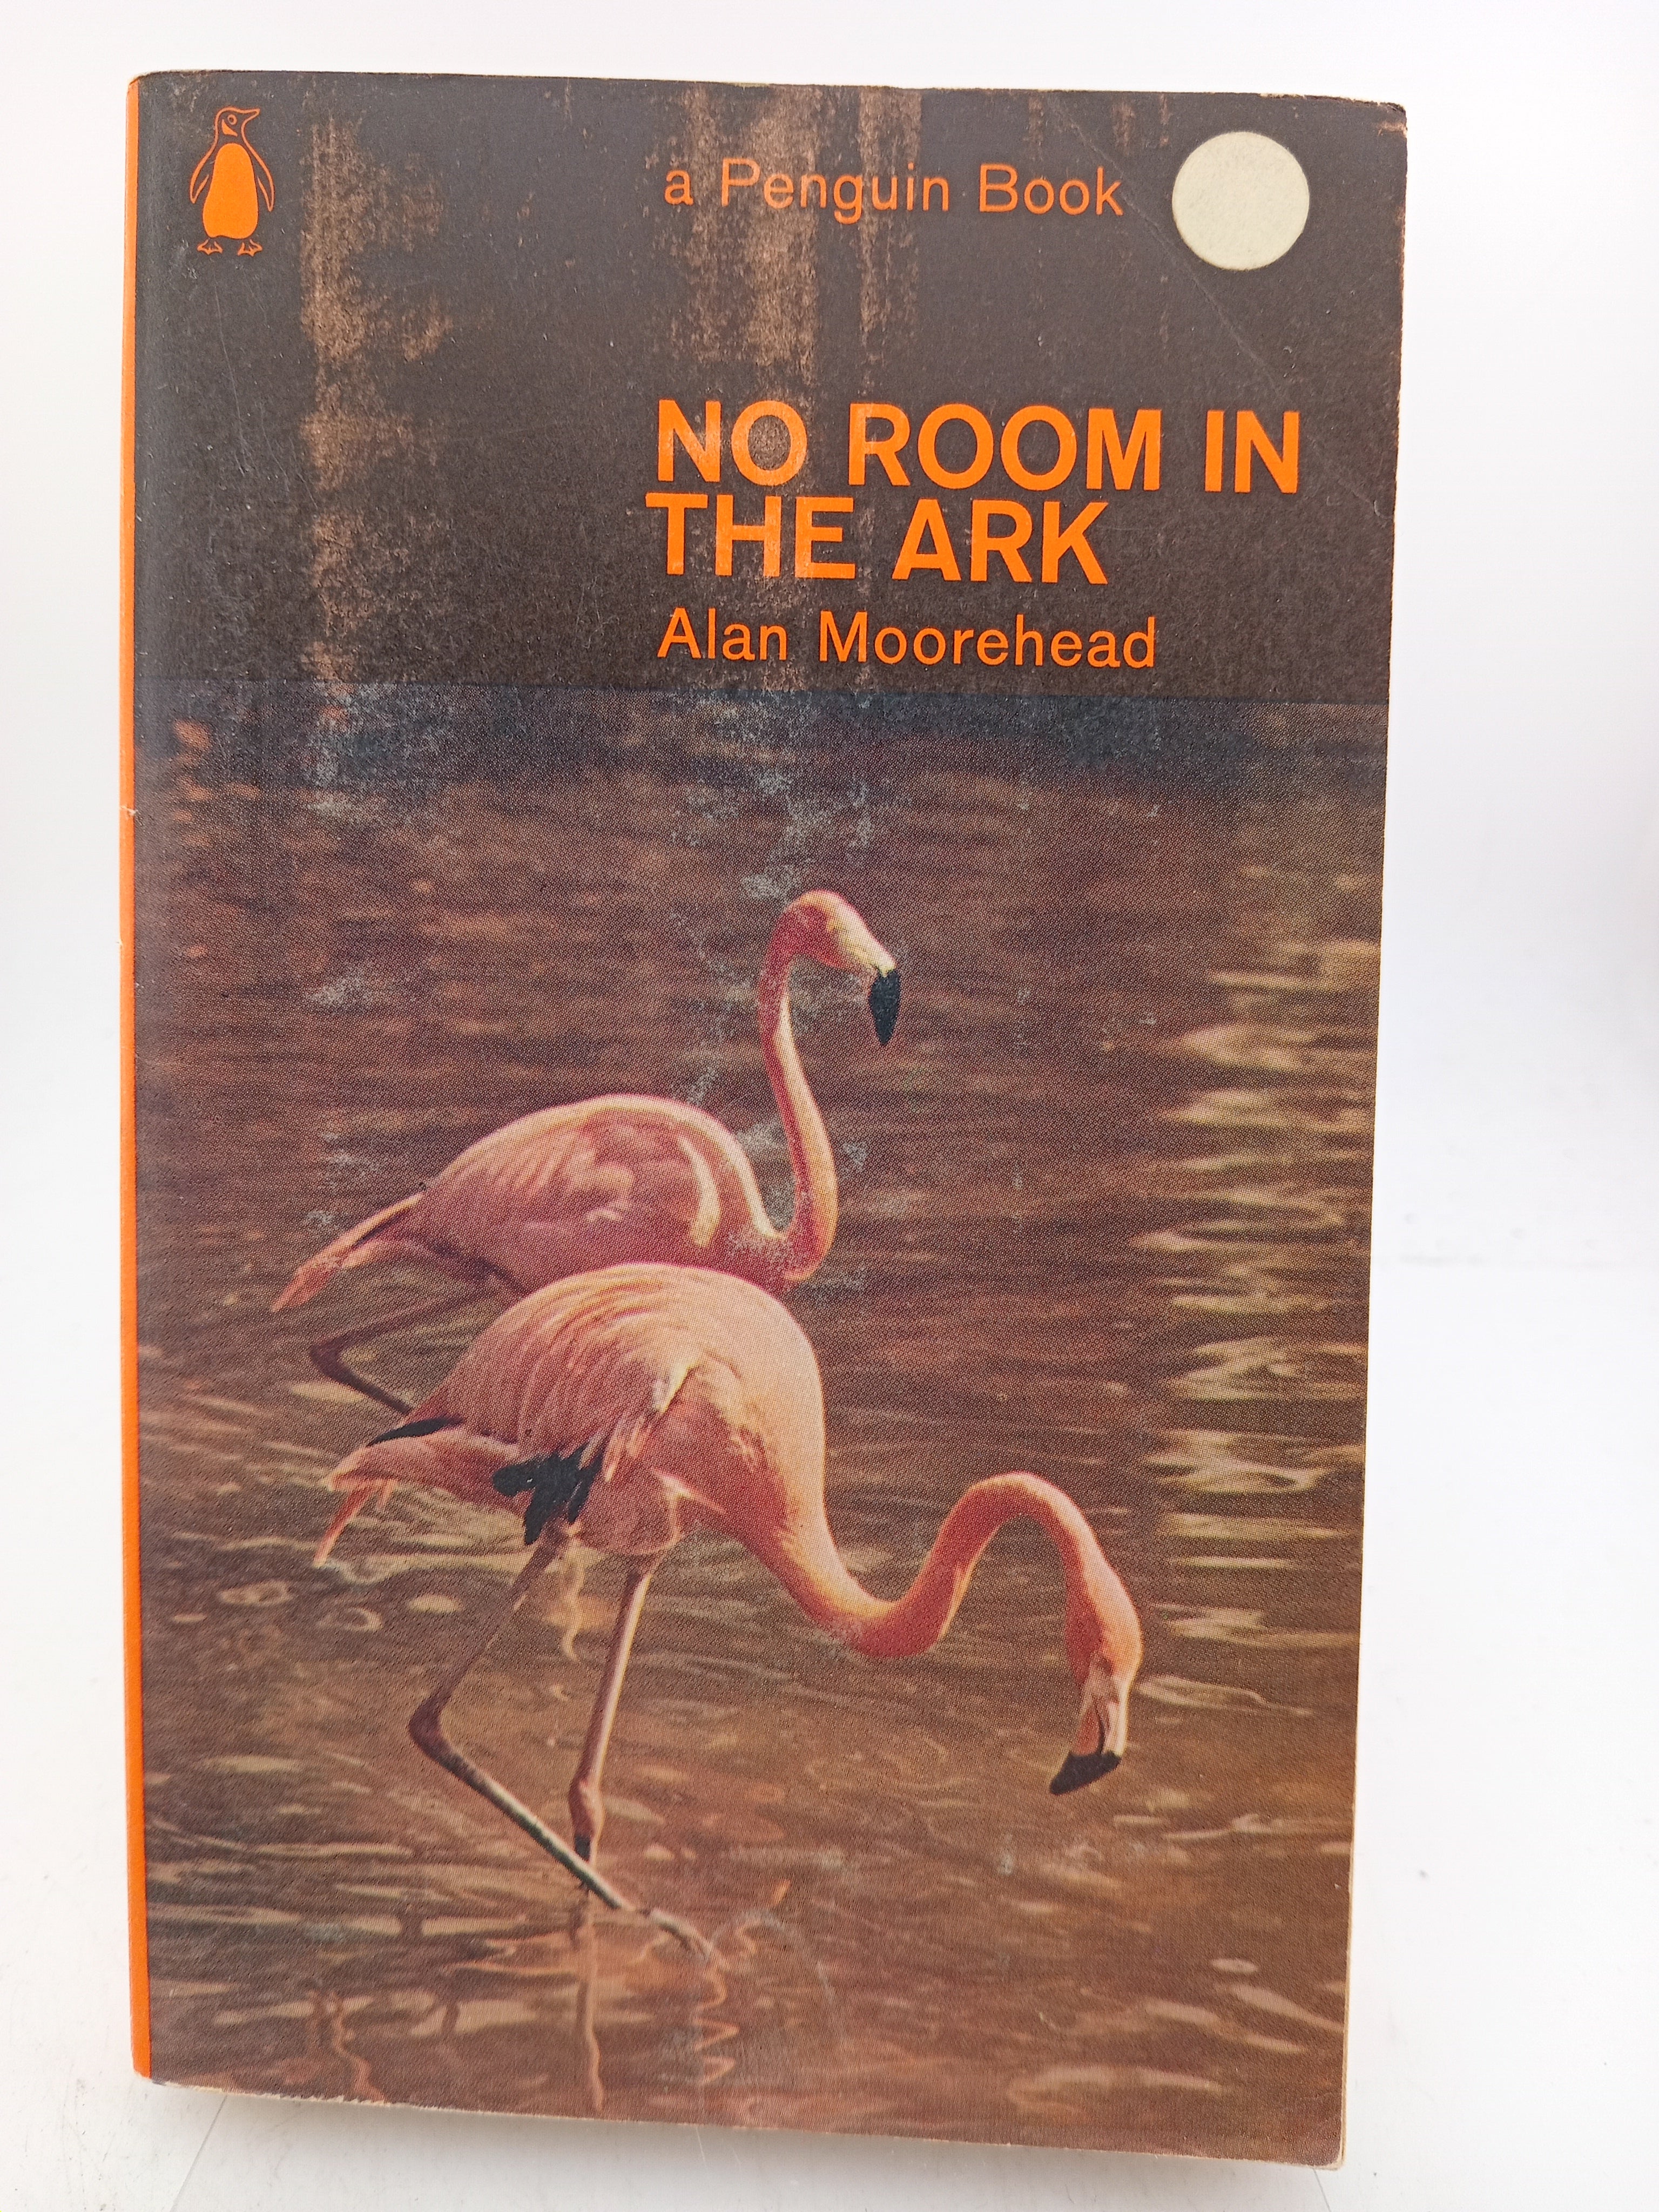 a Penguin Book
NO ROOM IN
THE ARK
Alan Moorehead